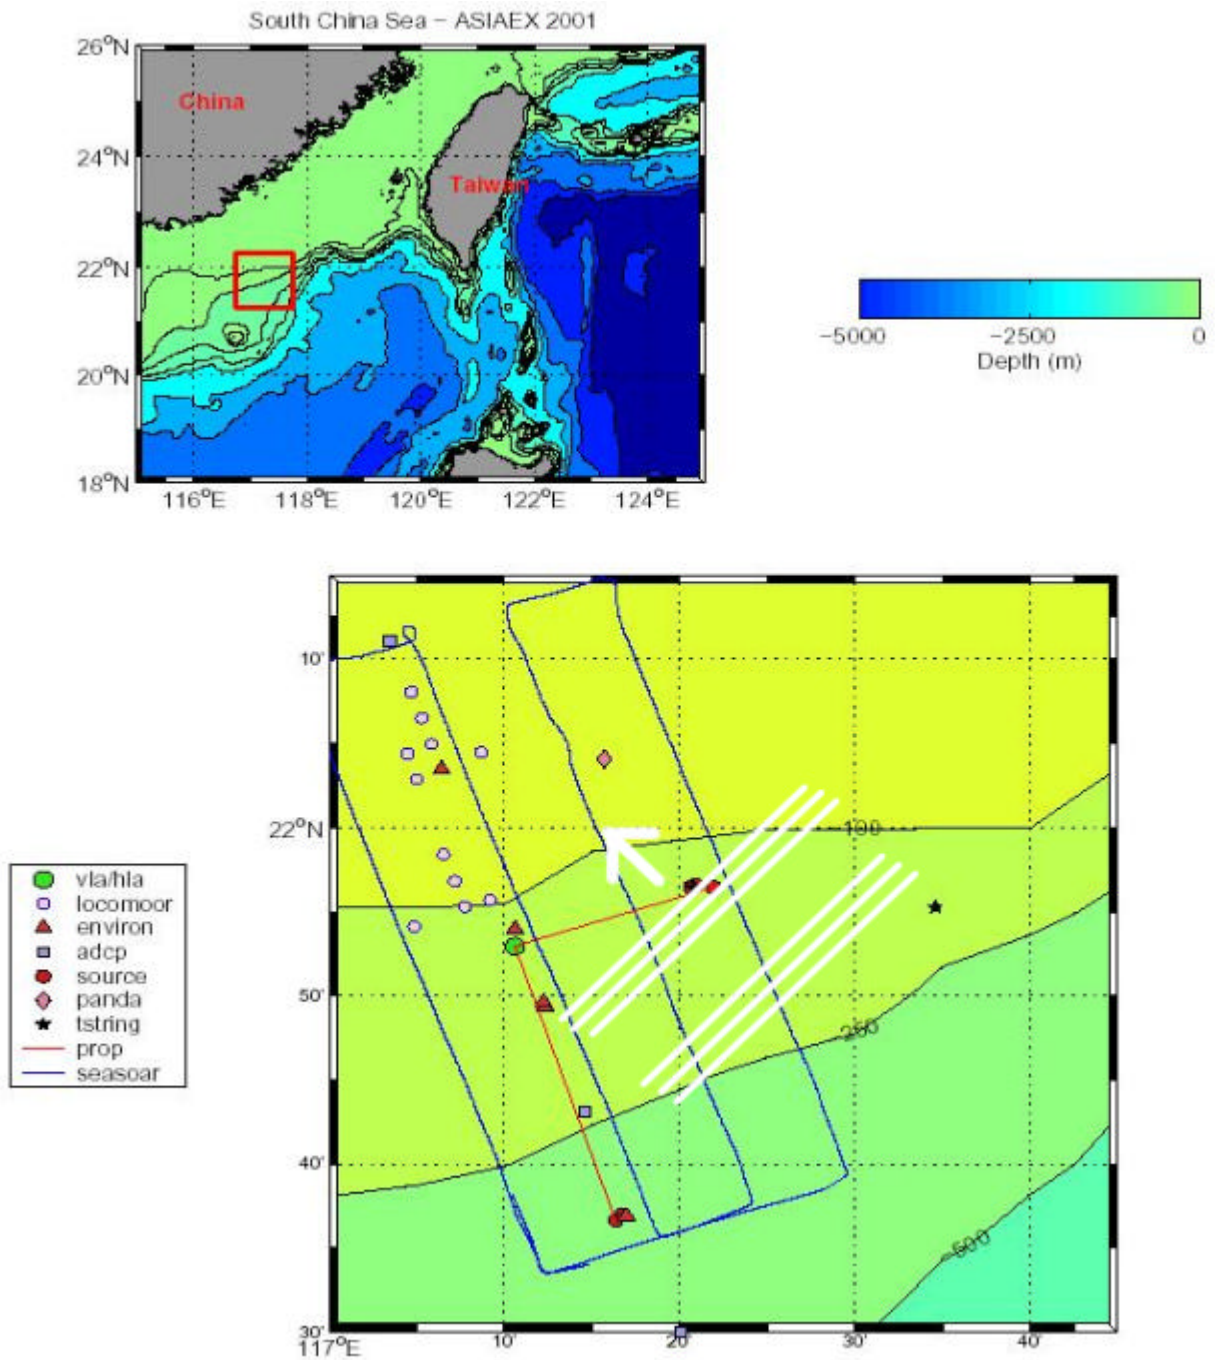 South China Sea – ASIAEX 2001
26°N
24°N
22°N
20°N
18°N
China
Taiwan
116°E 118°E 120°E 122°E 124°E
−5000 −2500 0
Depth (m)
10'
22°N
50'
40'
30'
117°E 10' 20' 30' 40'
-100
-250
-500
vla/hla
locomoor
environ
adcp
source
panda
tstring
prop
seasoar